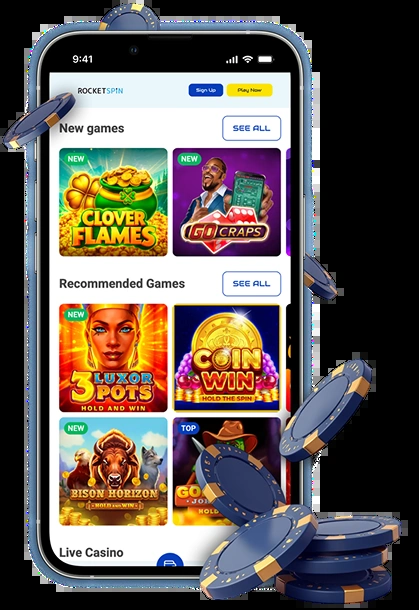 9:41
ROCKETSPIN
Sign Up
Play Now
New games
SEE ALL
NEW
CLOVER
FLAMES
NEW
GO CRAPS
Recommended Games
SEE ALL
NEW
3 LUXOR
POTS
HOLD AND WIN
COIN
WIN
HOLD THE SPIN
NEW
BISON HORIZON
HOLD AND WIN
TOP
HOLD
Live Casino